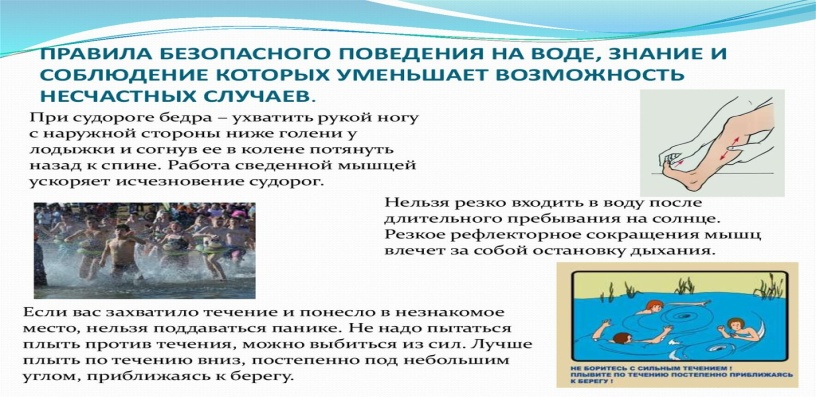 ПРАВИЛА БЕЗОПАСНОГО ПОВЕДЕНИЯ НА ВОДЕ, ЗНАНИЕ И
СОБЛЮДЕНИЕ КОТОРЫХ УМЕНЬШАЕТ ВОЗМОЖНОСТЬ
НЕСЧАСТНЫХ СЛУЧАЕВ.
При судороге бедра – ухватить рукой ногу
с наружной стороны ниже голени у
лодыжки и согнув ее в колене потянуть
назад к спине. Работа сведенной мышцей
ускоряет исчезновение судорог.
Нельзя резко входить в воду после
длительного пребывания на солнце.
Резкое рефлекторное сокращения мышц
влечет за собой остановку дыхания.
Если вас захватило течение и понесло в незнакомое
место, нельзя поддаваться панике. Не надо пытаться
плыть против течения, можно выбиться из сил. Лучше
плыть по течению вниз, постепенно под небольшим
углом, приближаясь к берегу.
НЕ БОРИТЕСЬ С СИЛЬНЫМ ТЕЧЕНИЕМ !
ПЛЫВИТЕ ПО ТЕЧЕНИЮ ПОСТЕПЕННО ПРИБЛИЖАЯСЬ
К БЕРЕГУ !